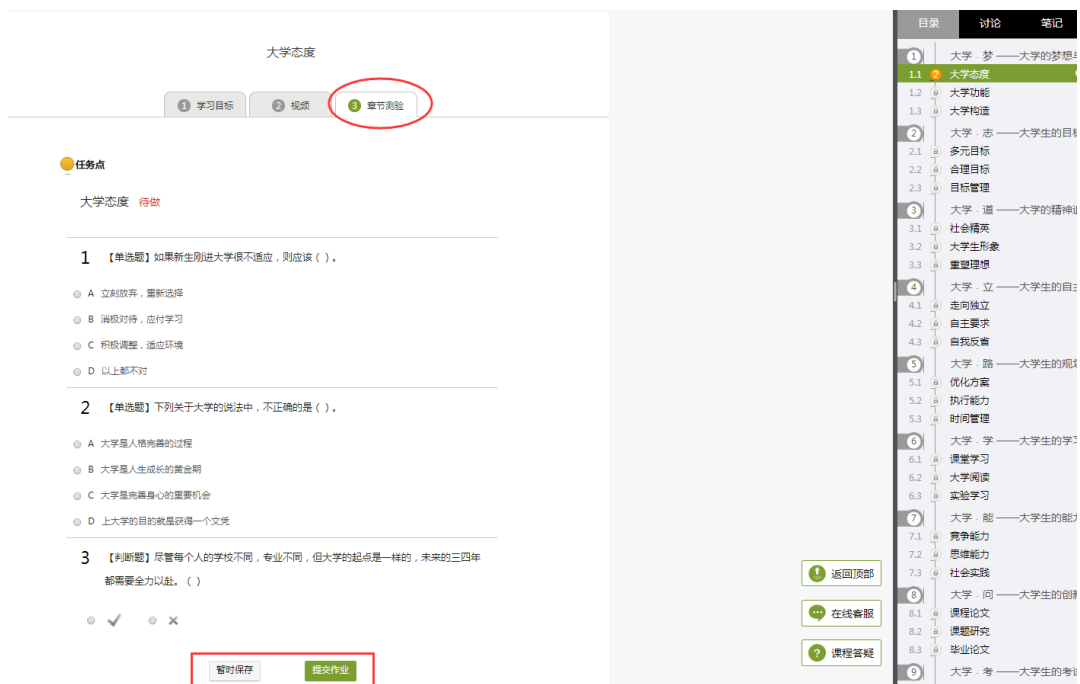 大学态度
1 学习目标
2 视频
3 章节测验
任务点
大学态度 待做
1 【单选题】如果新生刚进大学很不适应，则应该（ ）。
A 立刻放弃，重新选择
B 消极对待，应付学习
C 积极调整，适应环境
D 以上都不对
2 【单选题】下列关于大学的说法中，不正确的是（ ）。
A 大学是人格完善的过程
B 大学是人生成长的黄金期
C 大学是完善身心的重要机会
D 上大学的目的就是获得一个文凭
3 【判断题】尽管每个人的学校不同，专业不同，但大学的起点是一样的，未来的三四年
都需要全力以赴。（ ）
暂时保存
提交作业
返回顶部
在线客服
课程答疑
目录 讨论 笔记
1 大学 · 梦 ——大学的梦想
1.1 2 大学态度
1.2 大学功能
1.3 大学构造
2 大学 · 志 ——大学生的目标
2.1 多元目标
2.2 合理目标
2.3 目标管理
3 大学 · 道 ——大学的精神
3.1 社会精英
3.2 大学生形象
3.3 重塑理想
4 大学 · 立 ——大学生的自主
4.1 走向独立
4.2 自主要求
4.3 自我反省
5 大学 · 路 ——大学生的规划
5.1 优化方案
5.2 执行能力
5.3 时间管理
6 大学 · 学 ——大学生的学习
6.1 课堂学习
6.2 大学阅读
6.3 实验学习
7 大学 · 能 ——大学生的能力
7.1 竞争能力
7.2 思维能力
7.3 社会实践
8 大学 · 问 ——大学生的创新
8.1 课程论文
8.2 课题研究
8.3 毕业论文
9 大学 · 考 ——大学生的考试